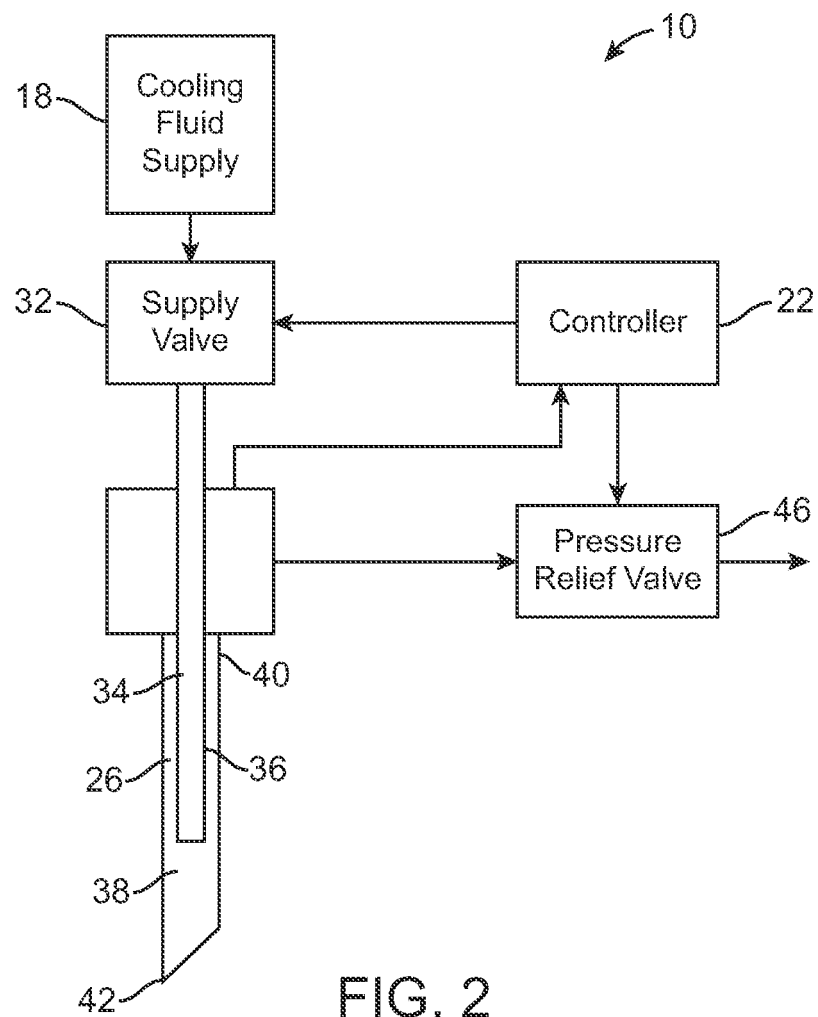 10
18
Cooling
Fluid
Supply
32
Supply
Valve
Controller
22
46
Pressure
Relief Valve
34
40
26
36
38
42
FIG. 2